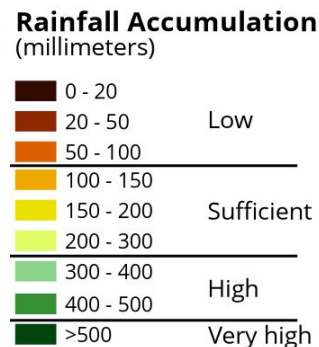 Rainfall Accumulation
(millimeters)
0 - 20
20 - 50
Low
50 - 100
100 - 150
150 - 200
Sufficient
200 - 300
300 - 400
High
400 - 500
>500
Very high